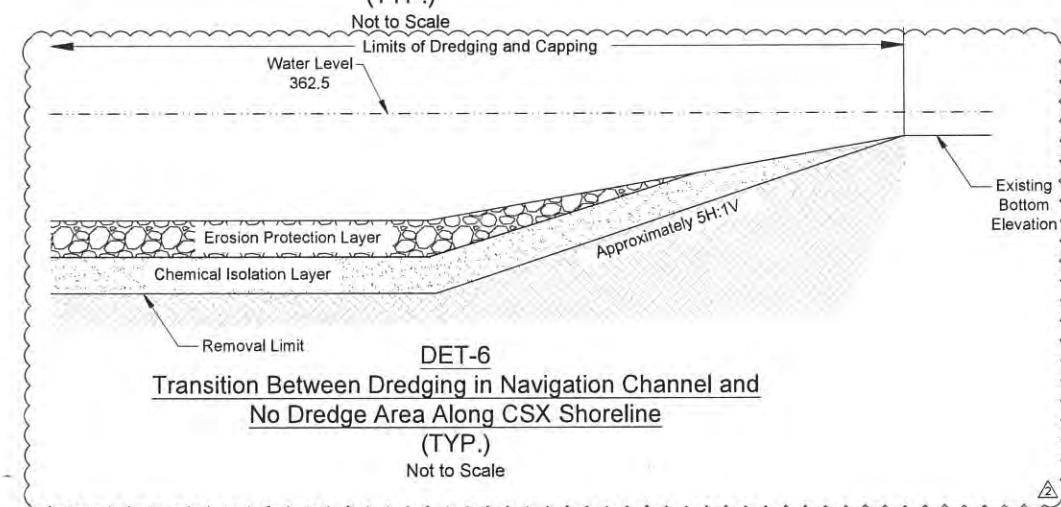 (TYP.)
Not to Scale
Limits of Dredging and Capping
Water Level
362.5
Existing
Bottom
Elevation
Approximately 5H:1V
Erosion Protection Layer
Chemical Isolation Layer
Removal Limit
DET-6
Transition Between Dredging in Navigation Channel and
No Dredge Area Along CSX Shoreline
(TYP.)
Not to Scale
2